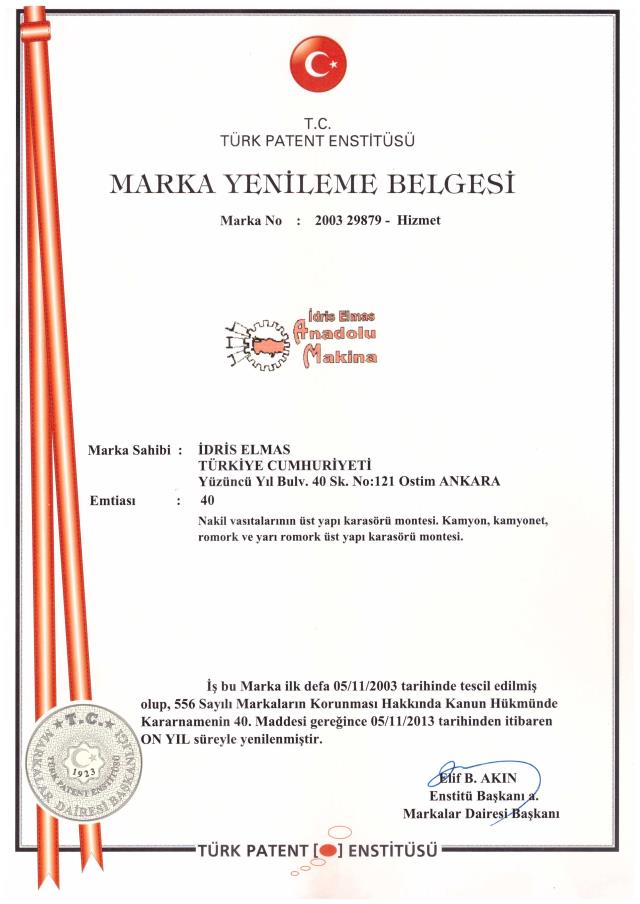 T.C.
TÜRK PATENT ENSTİTÜSÜ
MARKA YENİLEME BELGESİ
Marka No : 2003 29879 - Hizmet
İdris Elmas
Anadolu
Makina
Marka Sahibi : İDRİS ELMAS
TÜRKİYE CUMHURİYETİ
Yüzüncü Yıl Bulv. 40 Sk. No:121 Ostim ANKARA
Emtiası : 40
Nakil vasıtalarının üst yapı karasörü montesi. Kamyon, kamyonet,
romork ve yarı romork üst yapı karasörü montesi.
İş bu Marka ilk defa 05/11/2003 tarihinde tescil edilmiş
olup, 556 Sayılı Markaların Korunması Hakkında Kanun Hükmünde
Kararnamenin 40. Maddesi gereğince 05/11/2013 tarihinden itibaren
ON YIL süreyle yenilenmiştir.
T.C.
MARKALAR DAİRESİ BAŞKANLIĞI
TÜRK PATENT ENSTİTÜSÜ
1923
Elif B. AKIN
Enstitü Başkanı a.
Markalar Dairesi Başkanı
TÜRK PATENT [ ] ENSTİTÜSÜ